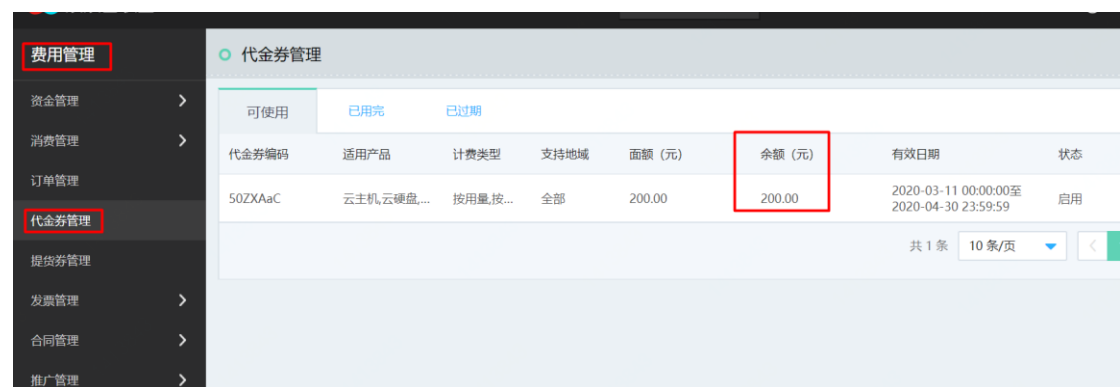 费用管理
代金券管理
资金管理
可使用
已用完
已过期
消费管理
代金券编码
适用产品
计费类型
支持地域
面额（元）
余额（元）
有效日期
状态
订单管理
50ZXAaC
云主机,云硬盘,...
按用量,按...
全部
200.00
200.00
2020-03-11 00:00:00至
2020-04-30 23:59:59
启用
代金券管理
共 1 条
10 条/页
提货券管理
发票管理
合同管理
推广管理